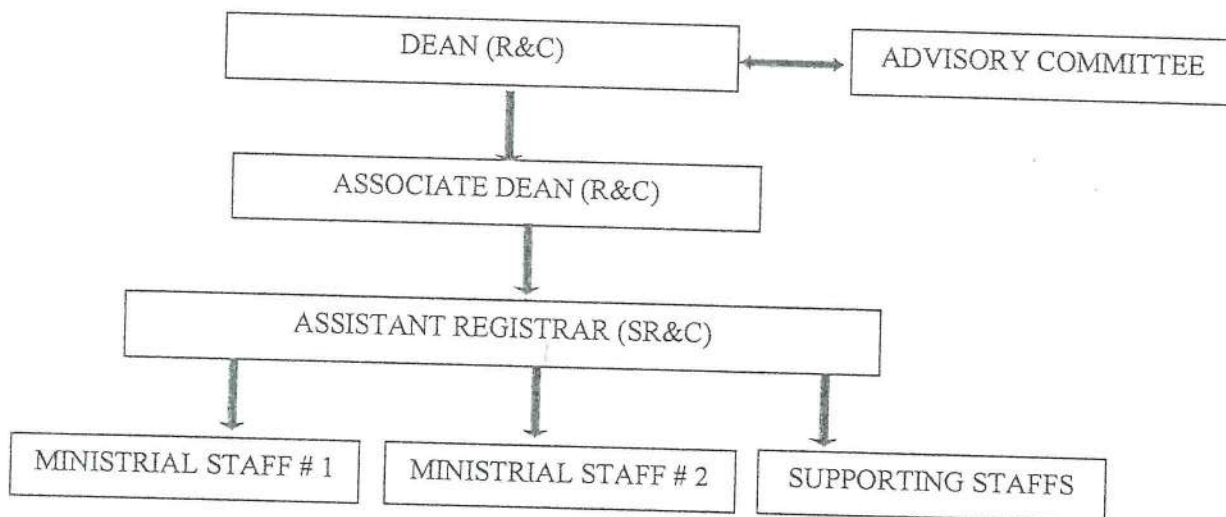 DEAN (R&C)
ADVISORY COMMITTEE
ASSOCIATE DEAN (R&C)
ASSISTANT REGISTRAR (SR&C)
MINISTRIAL STAFF # 1
MINISTRIAL STAFF # 2
SUPPORTING STAFFS